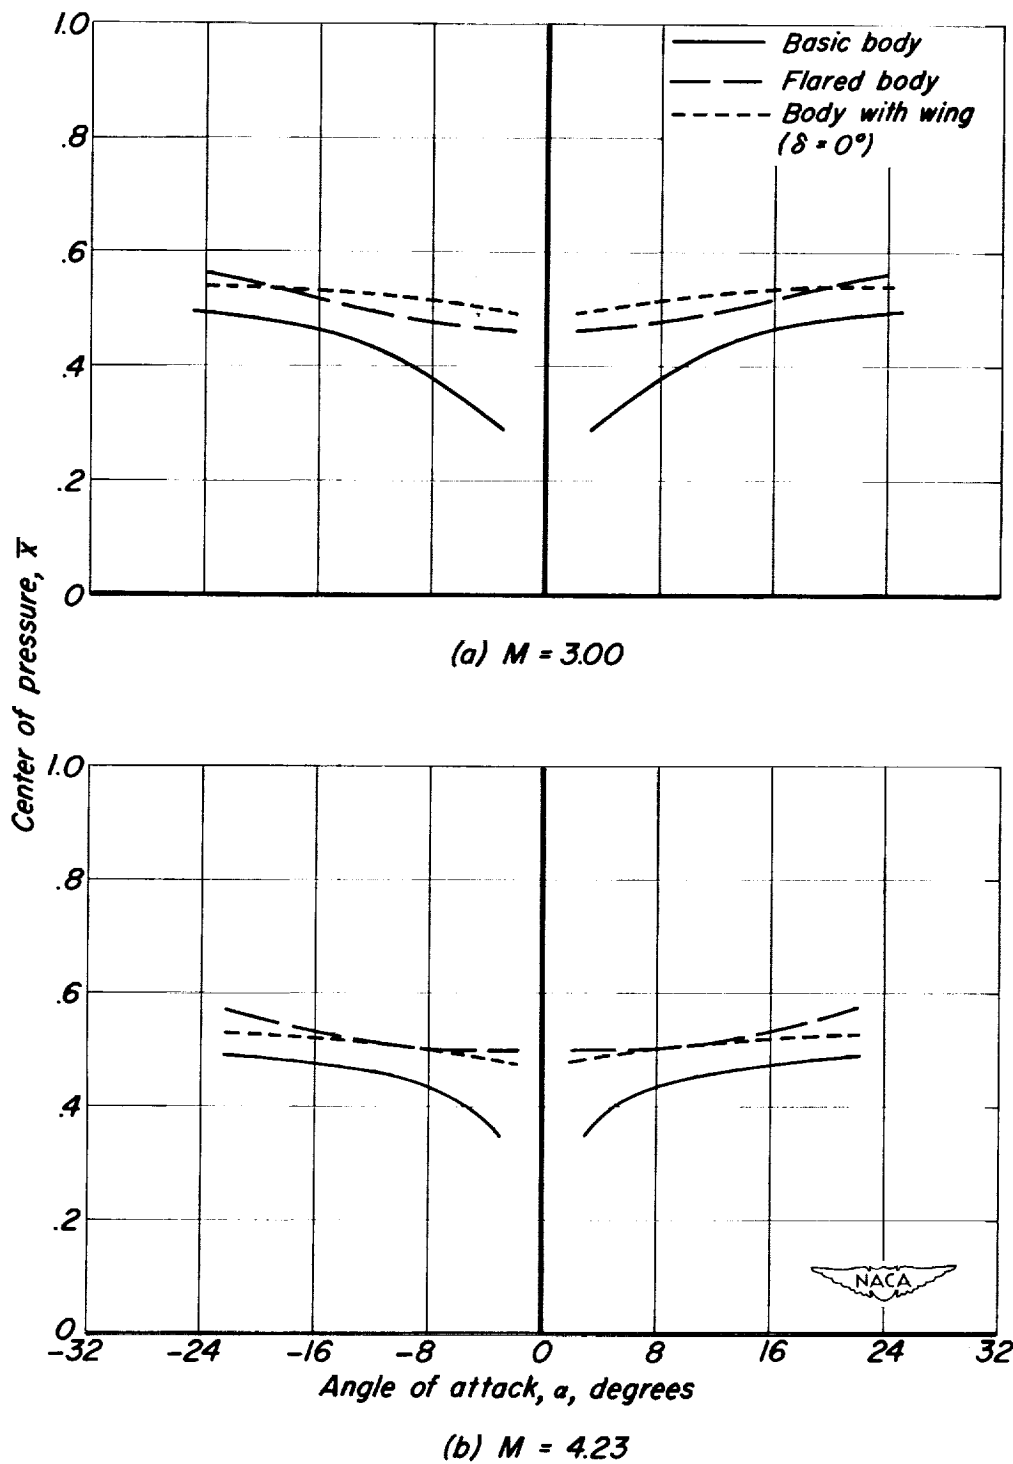 1.0
Basic body
Flared body
Body with wing
(δ = 0°)
.8
.6
.4
.2
0
(a) M = 3.00
Center of pressure, x̅
1.0
.8
.6
.4
.2
0
NACA
-32 -24 -16 -8 0 8 16 24 32
Angle of attack, α, degrees
(b) M = 4.23